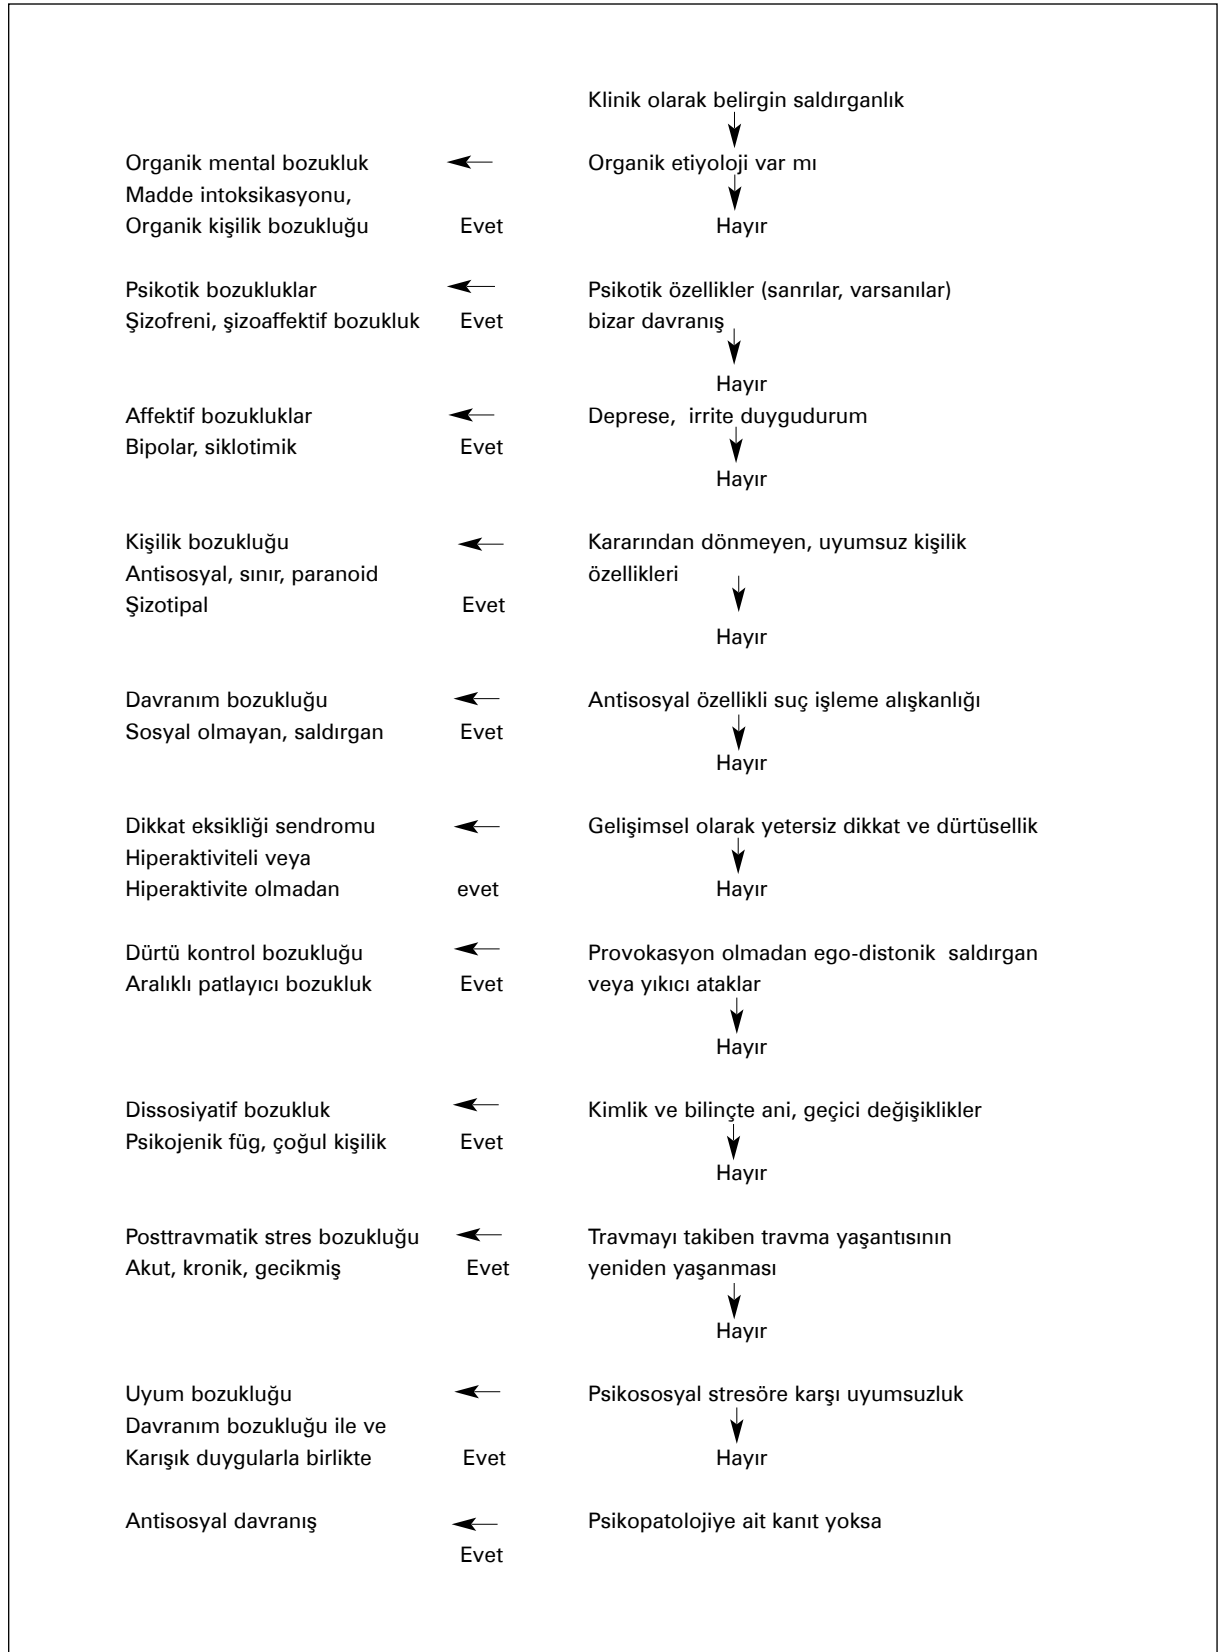 Klinik olarak belirgin saldırganlık
Organik mental bozukluk Organik etiyoloji var mı
Madde intoksikasyonu,
Organik kişilik bozukluğu Evet Hayır
Psikotik bozukluklar Psikotik özellikler (sanrılar, varsanılar)
Şizofreni, şizoaffektif bozukluk Evet bizar davranış
Hayır
Affektif bozukluklar Deprese, irrite duygudurum
Bipolar, siklotimik Evet
Hayır
Kişilik bozukluğu Kararından dönmeyen, uyumsuz kişilik
Antisosyal, sınır, paranoid özellikleri
Şizotipal Evet
Hayır
Davranım bozukluğu Antisosyal özellikli suç işleme alışkanlığı
Sosyal olmayan, saldırgan Evet
Hayır
Dikkat eksikliği sendromu Gelişimsel olarak yetersiz dikkat ve dürtüsellik
Hiperaktiviteli veya
Hiperaktivite olmadan evet Hayır
Dürtü kontrol bozukluğu Provokasyon olmadan ego-distonik saldırgan
Aralıklı patlayıcı bozukluk Evet veya yıkıcı ataklar
Hayır
Dissosiyatif bozukluk Kimlik ve bilinçte ani, geçici değişiklikler
Psikojenik füg, çoğul kişilik Evet
Hayır
Posttravmatik stres bozukluğu Travmayı takiben travma yaşantısının
Akut, kronik, gecikmiş Evet yeniden yaşanması
Hayır
Uyum bozukluğu Psikososyal stresöre karşı uyumsuzluk
Davranım bozukluğu ile ve
Karışık duygularla birlikte Evet Hayır
Antisosyal davranış Psikopatolojiye ait kanıt yoksa
Evet